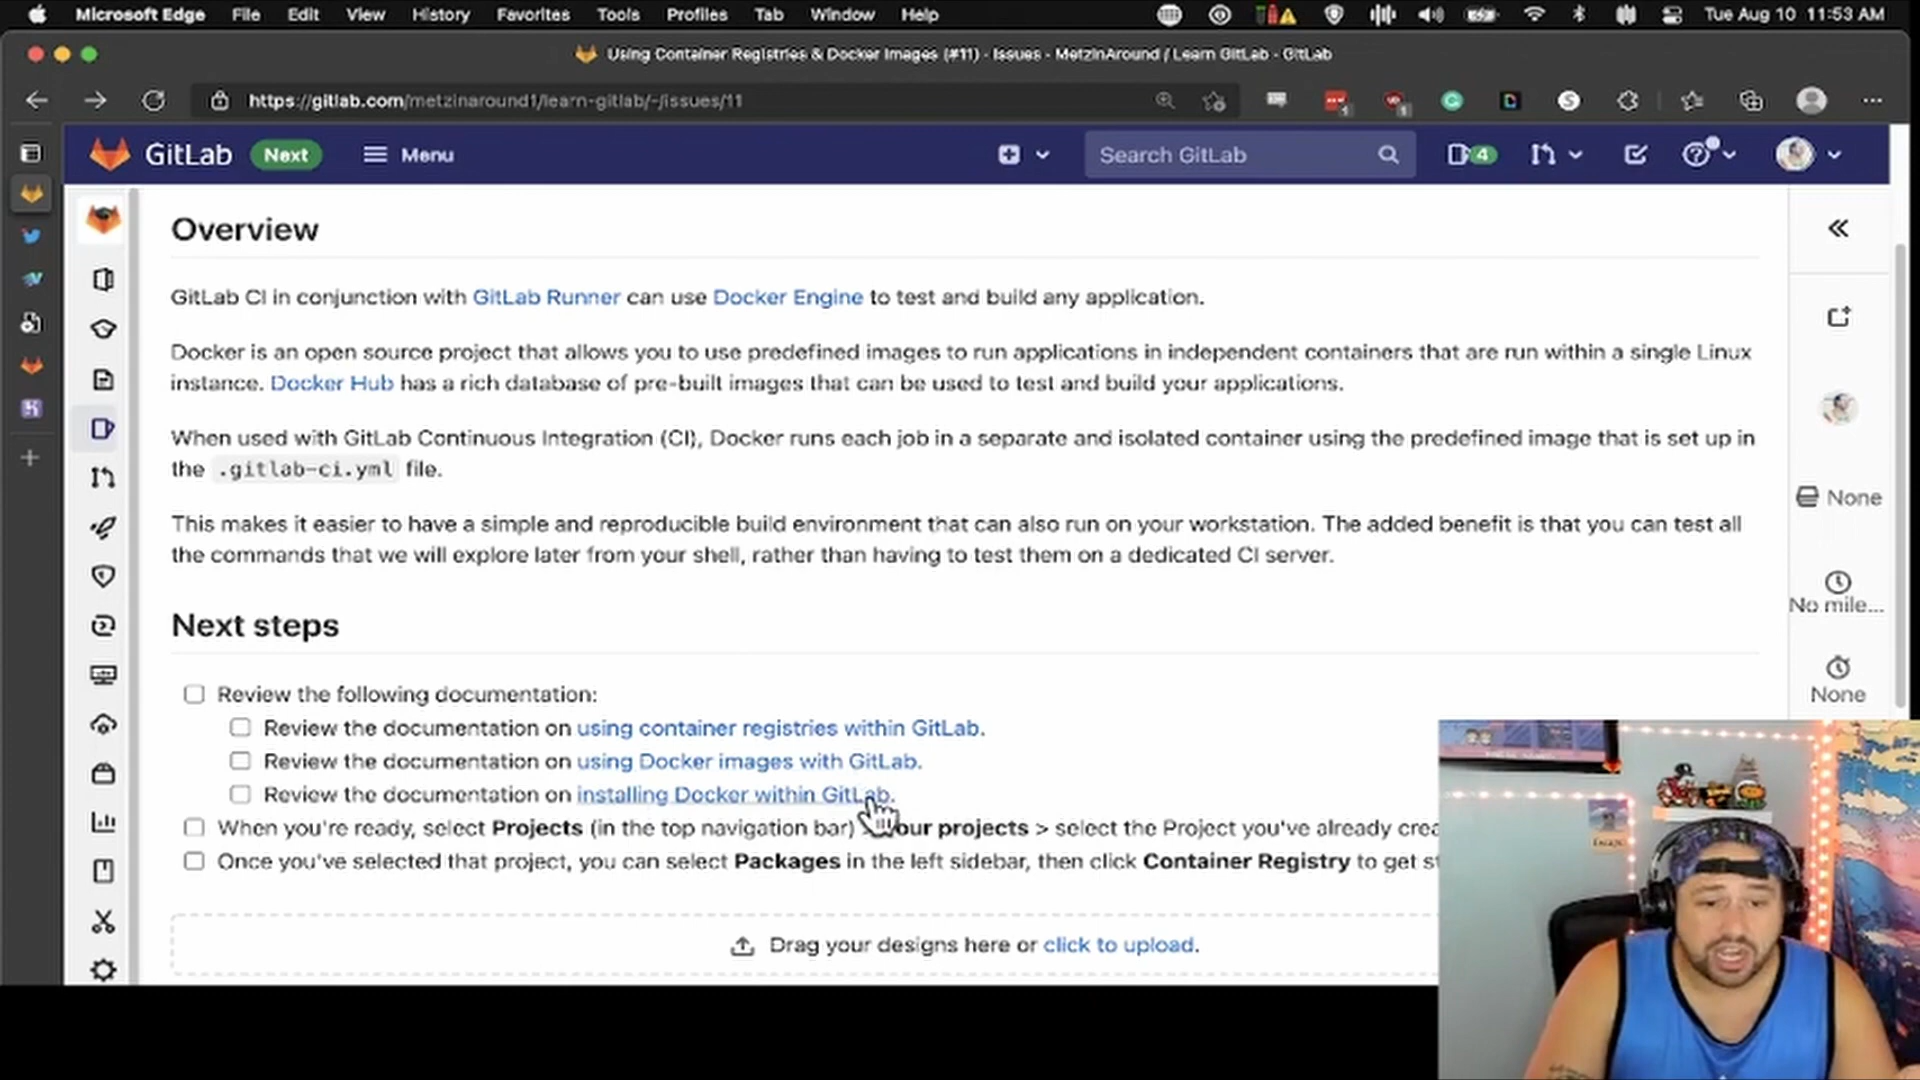 Microsoft Edge File Edit View History Favorites Tools Profiles Tab Window Help Tue Aug 10 11:53 AM
Using Container Registries & Docker Images (#11) · Issues · MetzinAround / Learn GitLab · GitLab
https://gitlab.com/metzinaround1/learn-gitlab/-/issues/11
GitLab Next Menu Search GitLab 4
Overview
GitLab CI in conjunction with GitLab Runner can use Docker Engine to test and build any application.
Docker is an open source project that allows you to use predefined images to run applications in independent containers that are run within a single Linux
instance. Docker Hub has a rich database of pre-built images that can be used to test and build your applications.
When used with GitLab Continuous Integration (CI), Docker runs each job in a separate and isolated container using the predefined image that is set up in
the .gitlab-ci.yml file.
None
This makes it easier to have a simple and reproducible build environment that can also run on your workstation. The added benefit is that you can test all
the commands that we will explore later from your shell, rather than having to test them on a dedicated CI server.
No mile...
Next steps
None
Review the following documentation:
Review the documentation on using container registries within GitLab.
Review the documentation on using Docker images with GitLab.
Review the documentation on installing Docker within GitLab.
When you're ready, select Projects (in the top navigation bar) our projects > select the Project you've already crea
Once you've selected that project, you can select Packages in the left sidebar, then click Container Registry to get st
Drag your designs here or click to upload.